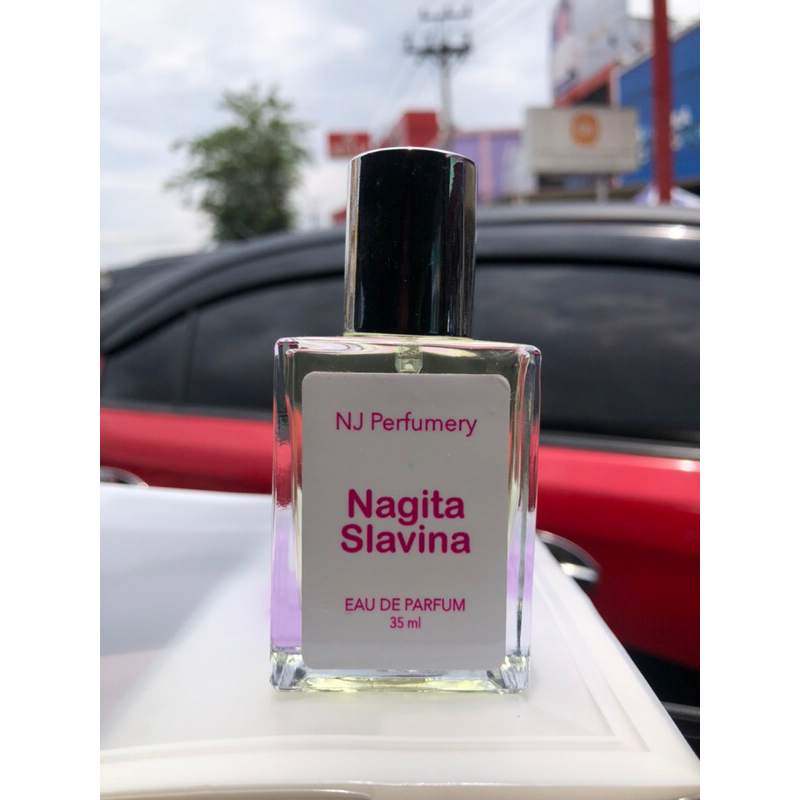 NJ Perfumery
Nagita
Slavina
EAU DE PARFUM
35 ml